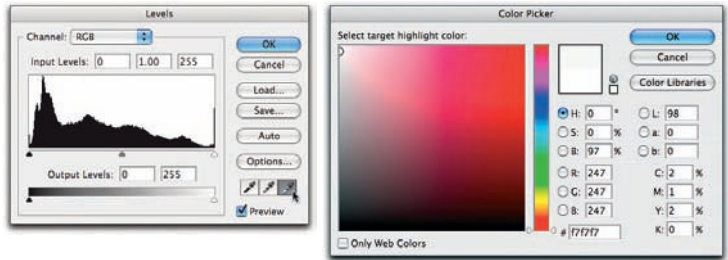 Levels
Channel: RGB
Input Levels: 0 1.00 255
Output Levels: 0 255
OK
Cancel
Load...
Save...
Auto
Options...
Preview
Color Picker
Select target highlight color:
OK
Cancel
Color Libraries
H: 0 °
S: 0 %
B: 97 %
R: 247
G: 247
B: 247
# f7f7f7
L: 98
a: 0
b: 0
C: 2 %
M: 1 %
Y: 2 %
K: 0 %
Only Web Colors